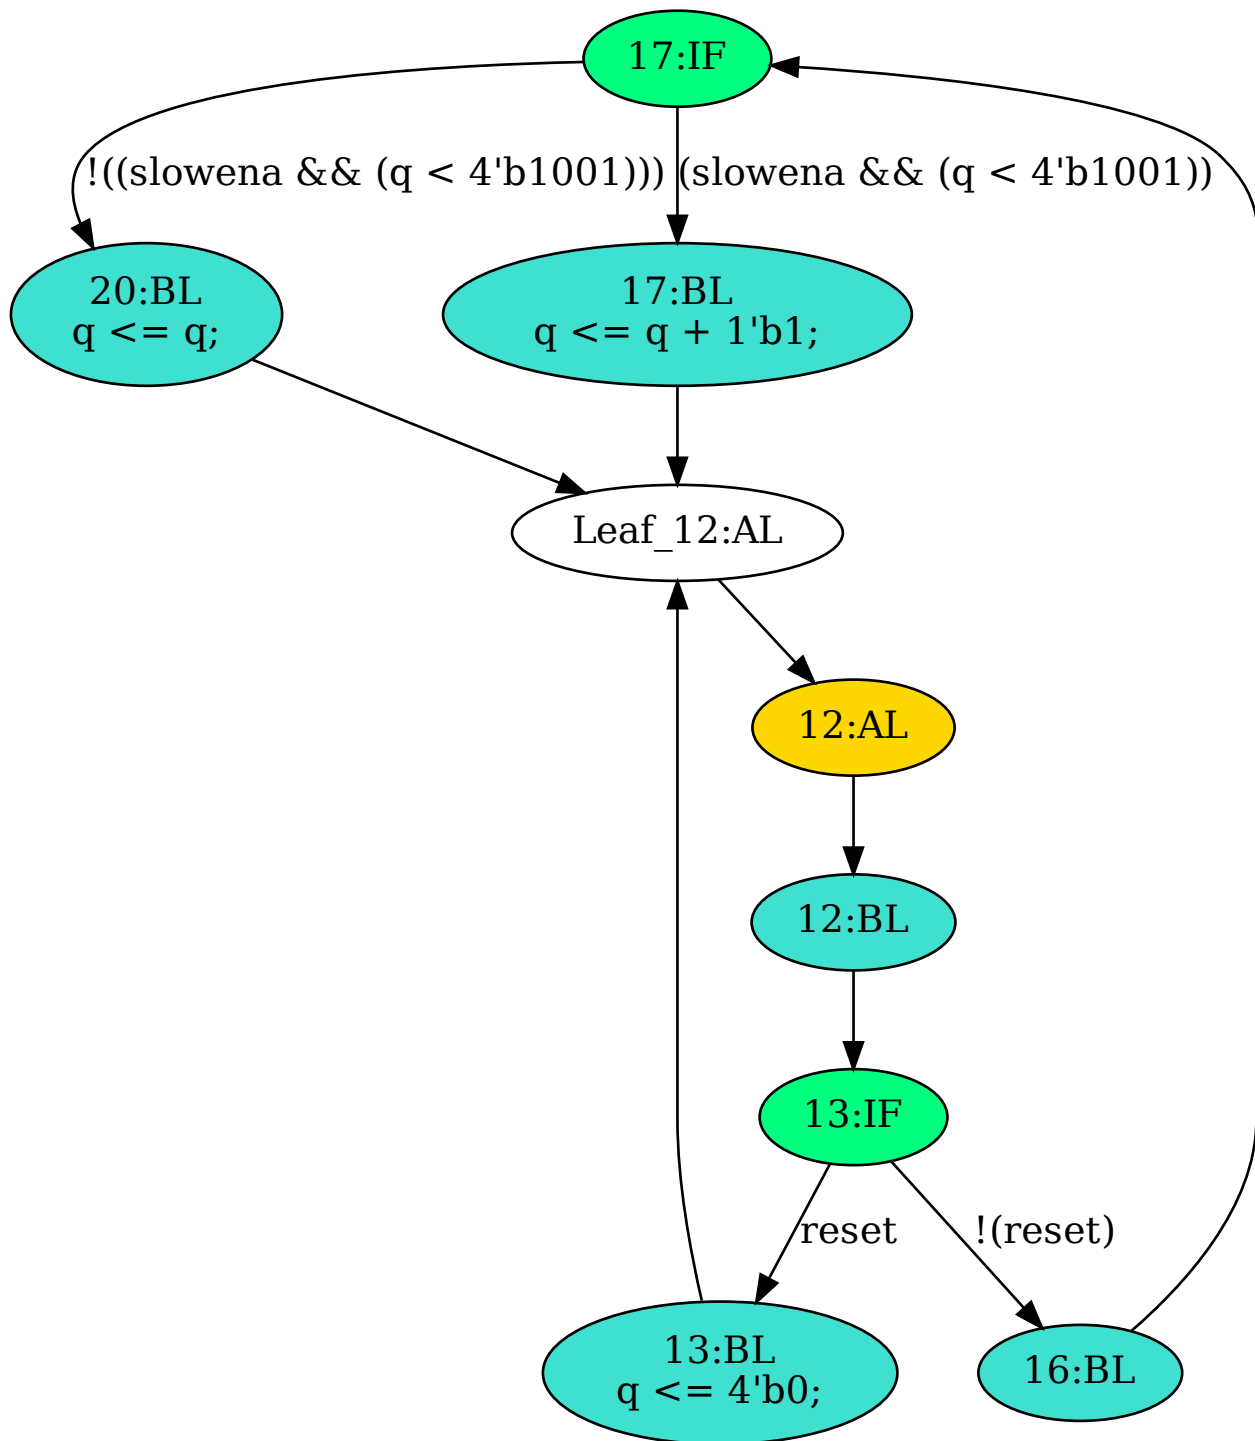 17:IF
!((slowena && (q < 4'b1001)))
(slowena && (q < 4'b1001))
20:BL
q <= q;
17:BL
q <= q + 1'b1;
Leaf_12:AL
12:AL
12:BL
13:IF
reset
!(reset)
13:BL
q <= 4'b0;
16:BL